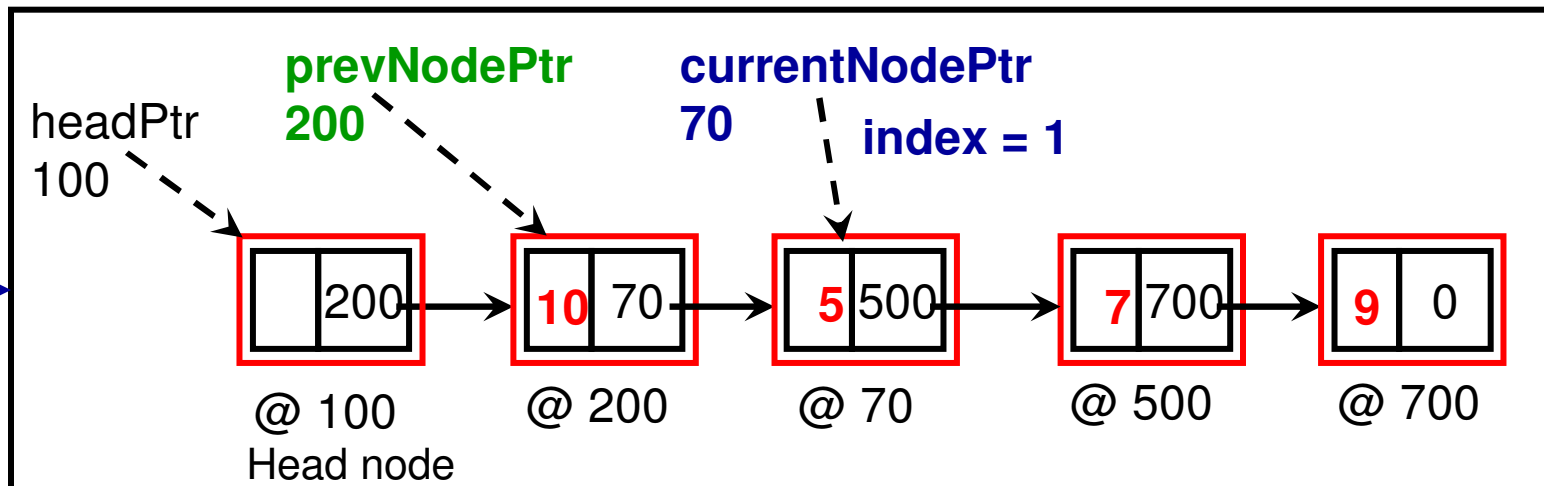 prevNodePtr currentNodePtr
headPtr 200 70 index = 1
100
200 10 70 5 500 7 700 9 0
@ 100 @ 200 @ 70 @ 500 @ 700
Head node